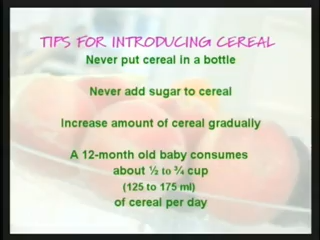 TIPS FOR INTRODUCING CEREAL
Never put cereal in a bottle
Never add sugar to cereal
Increase amount of cereal gradually
A 12-month old baby consumes
about ½ to ¾ cup
(125 to 175 ml)
of cereal per day